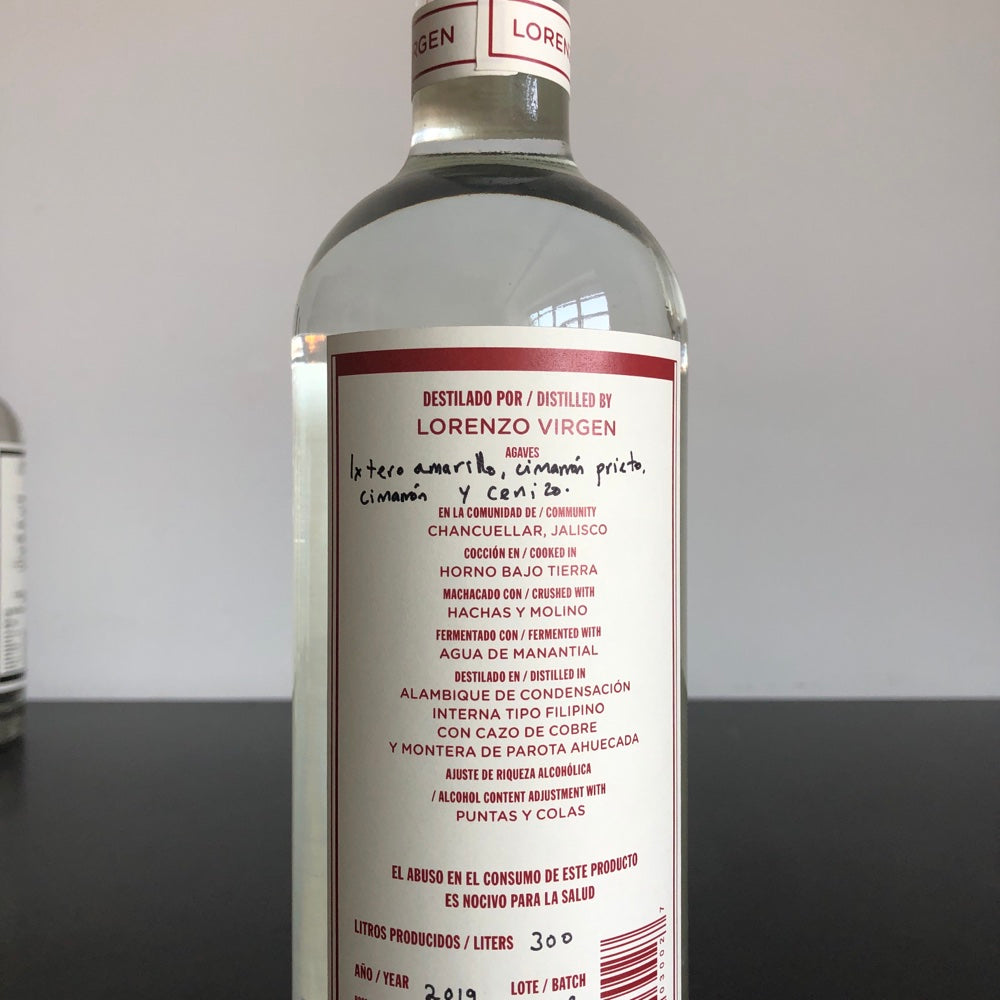 RGEN
LOREN
DESTILADO POR / DISTILLED BY
LORENZO VIRGEN
AGAVES
Ixtero amarillo, cimarrón prieto,
cimarrón y cenizo.
EN LA COMUNIDAD DE / COMMUNITY
CHANCUELLAR, JALISCO
COCCIÓN EN / COOKED IN
HORNO BAJO TIERRA
MACHACADO CON / CRUSHED WITH
HACHAS Y MOLINO
FERMENTADO CON / FERMENTED WITH
AGUA DE MANANTIAL
DESTILADO EN / DISTILLED IN
ALAMBIQUE DE CONDENSACIÓN
INTERNA TIPO FILIPINO
CON CAZO DE COBRE
Y MONTERA DE PAROTA AHUECADA
AJUSTE DE RIQUEZA ALCOHÓLICA
/ ALCOHOL CONTENT ADJUSTMENT WITH
PUNTAS Y COLAS
EL ABUSO EN EL CONSUMO DE ESTE PRODUCTO
ES NOCIVO PARA LA SALUD
LITROS PRODUCIDOS / LITERS 300
AÑO / YEAR 2019 LOTE / BATCH